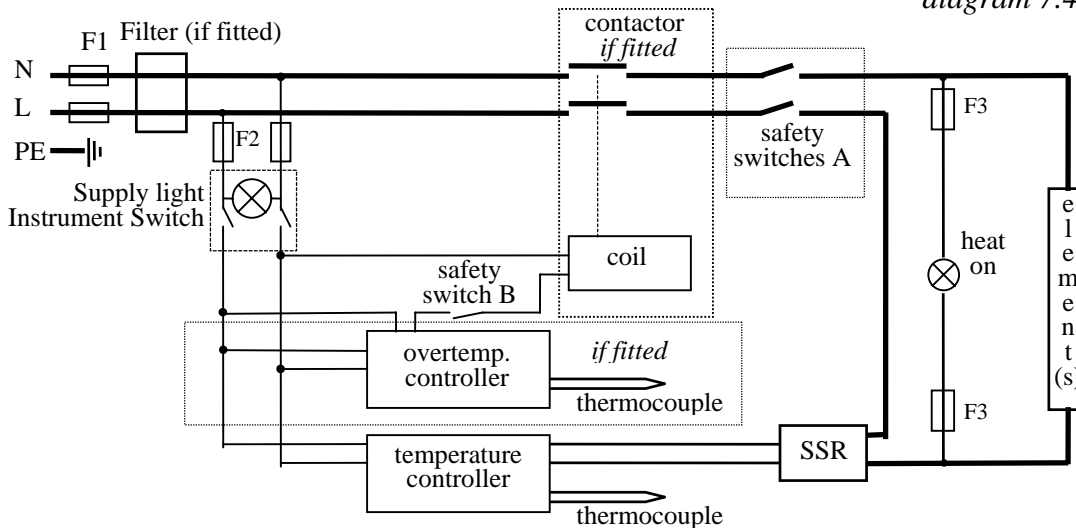 diagram 7.4
contactor
if fitted
F1
Filter (if fitted)
N
L
PE
F2
F3
safety
switches A
Supply light
Instrument Switch
coil
safety
switch B
heat
on
element(s)
overtemp.
controller
if fitted
thermocouple
F3
temperature
controller
SSR
thermocouple